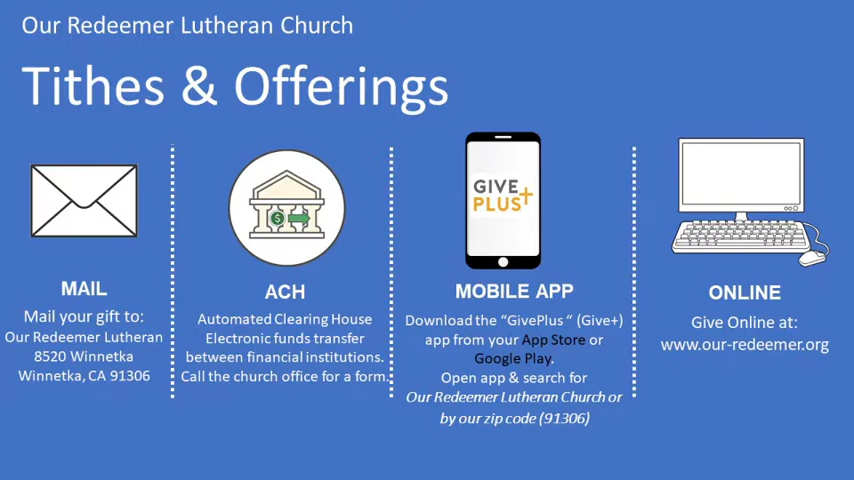 Our Redeemer Lutheran Church
Tithes & Offerings
MAIL
Mail your gift to:
Our Redeemer Lutheran
8520 Winnetka
Winnetka, CA 91306
$
ACH
Automated Clearing House
Electronic funds transfer
between financial institutions.
Call the church office for a form.
GIVE
PLUS+
MOBILE APP
Download the “GivePlus “ (Give+)
app from your App Store or
Google Play.
Open app & search for
Our Redeemer Lutheran Church or
by our zip code (91306)
ONLINE
Give Online at:
www.our-redeemer.org